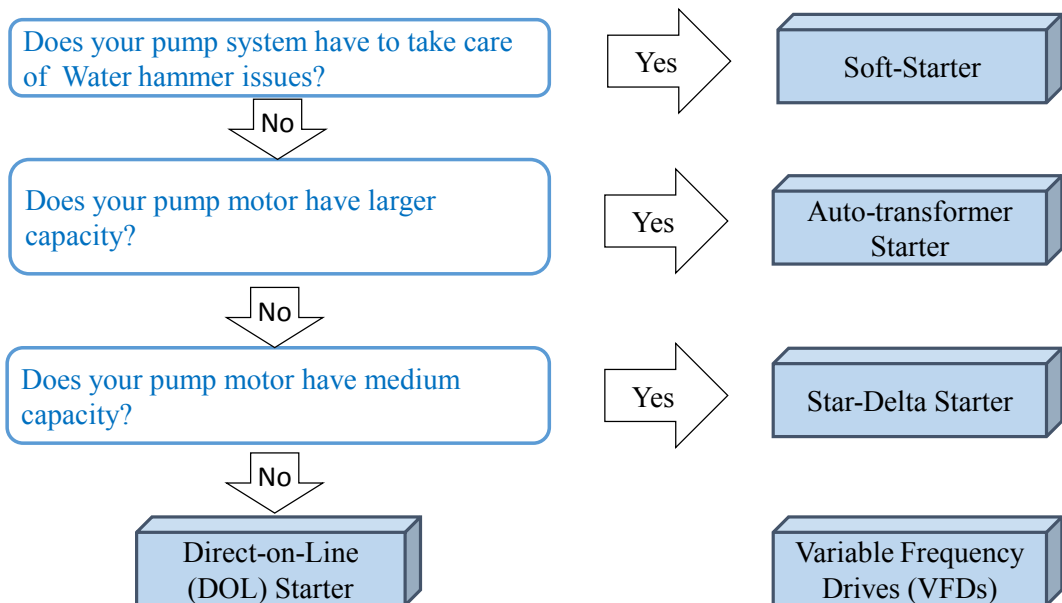 Does your pump system have to take care
of Water hammer issues?
Yes
Soft-Starter
No
Does your pump motor have larger
capacity?
Yes
Auto-transformer
Starter
No
Does your pump motor have medium
capacity?
Yes
Star-Delta Starter
No
Direct-on-Line
(DOL) Starter
Variable Frequency
Drives (VFDs)